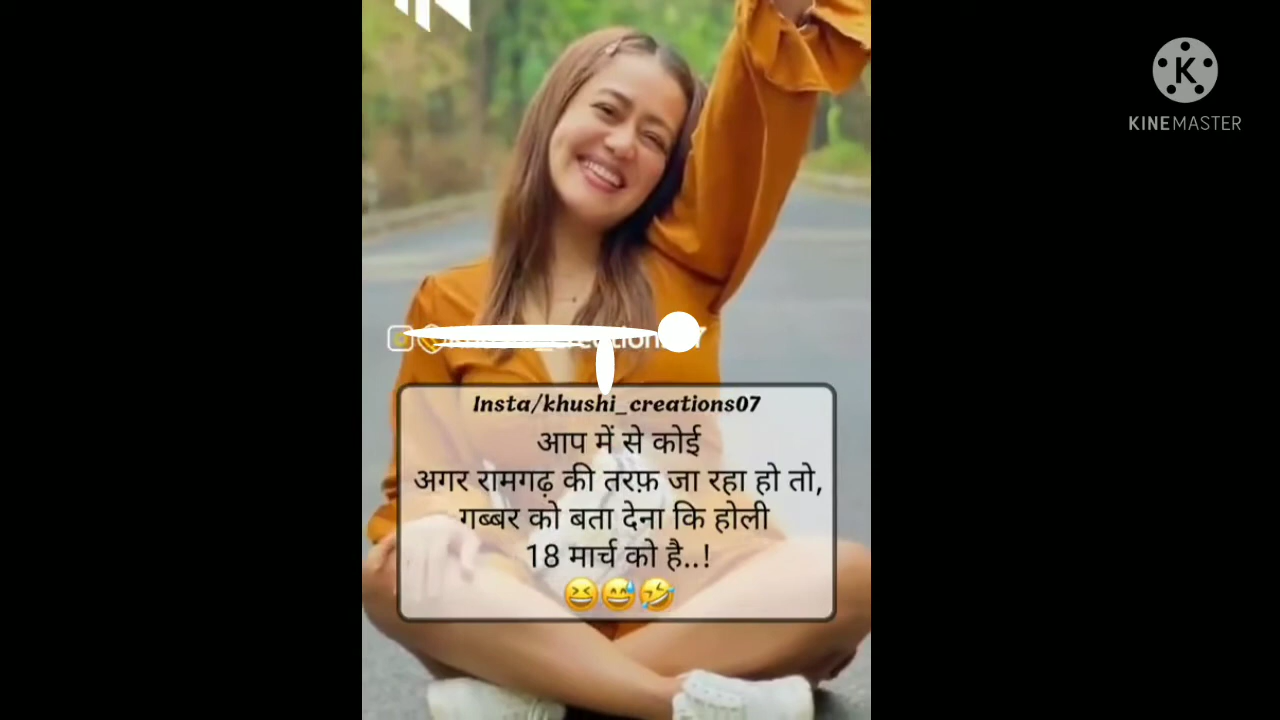 KINEMASTER
Insta/khushi_creations07
आप में से कोई
अगर रामगढ़ की तरफ़ जा रहा हो तो,
गब्बर को बता देना कि होली
18 मार्च को है..!
😆😅🤣